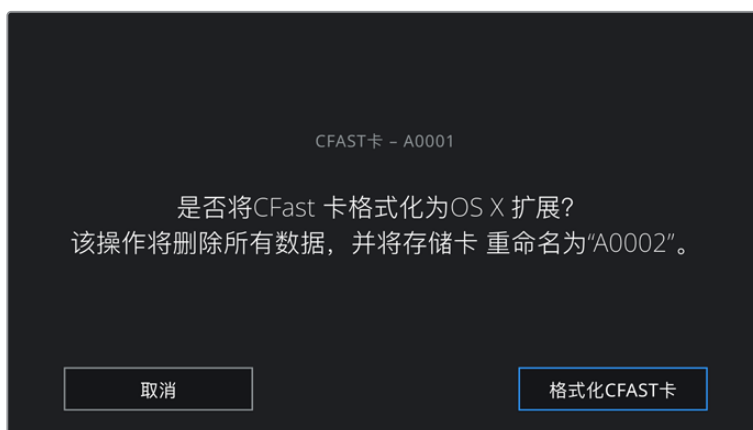 CFAST卡 – A0001
是否将CFast 卡格式化为OS X 扩展？
该操作将删除所有数据，并将存储卡 重命名为“A0002”。
取消
格式化CFAST卡